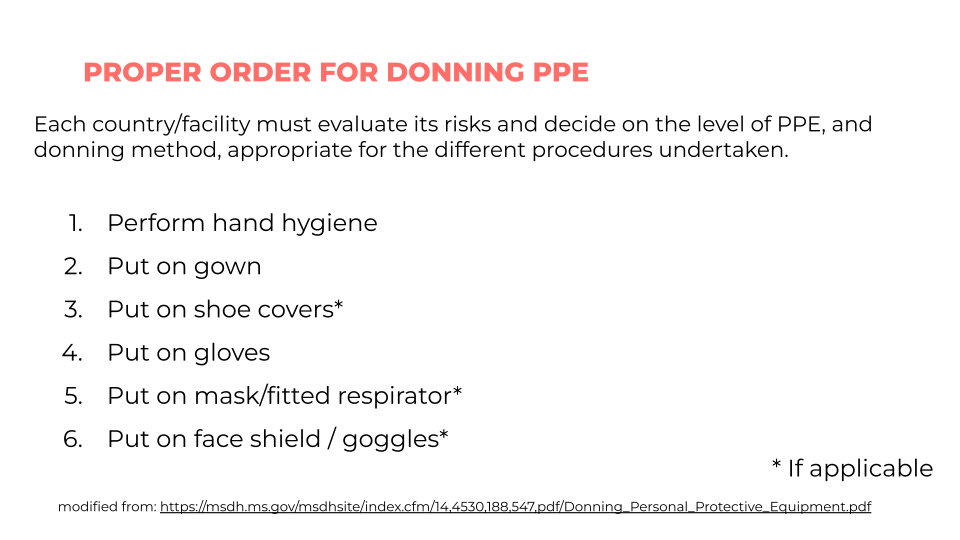 PROPER ORDER FOR DONNING PPE
Each country/facility must evaluate its risks and decide on the level of PPE, and
donning method, appropriate for the different procedures undertaken.
1. Perform hand hygiene
2. Put on gown
3. Put on shoe covers*
4. Put on gloves
5. Put on mask/fitted respirator*
6. Put on face shield / goggles*
* If applicable
modified from: https://msdh.ms.gov/msdhsite/index.cfm/14,4530,188,547,pdf/Donning_Personal_Protective_Equipment.pdf